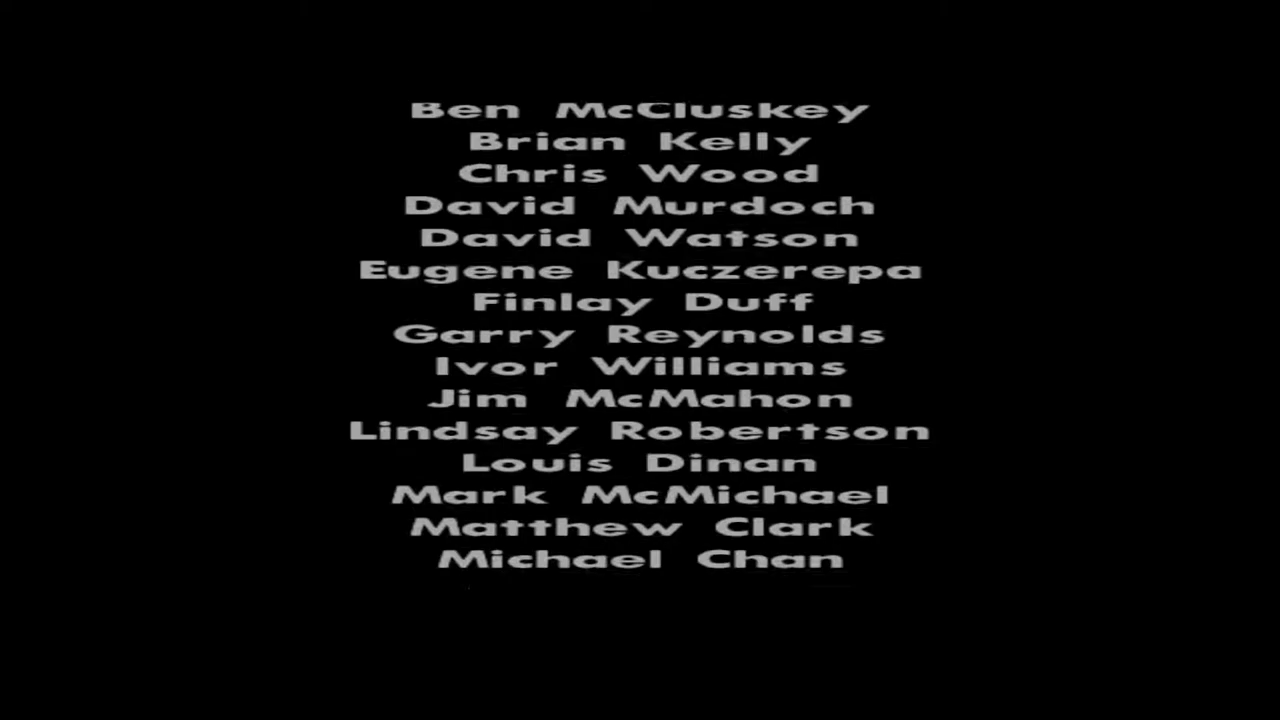 Ben McCluskey
Brian Kelly
Chris Wood
David Murdoch
David Watson
Eugene Kuczerepa
Finlay Duff
Garry Reynolds
Ivor Williams
Jim McMahon
Lindsay Robertson
Louis Dinan
Mark McMichael
Matthew Clark
Michael Chan